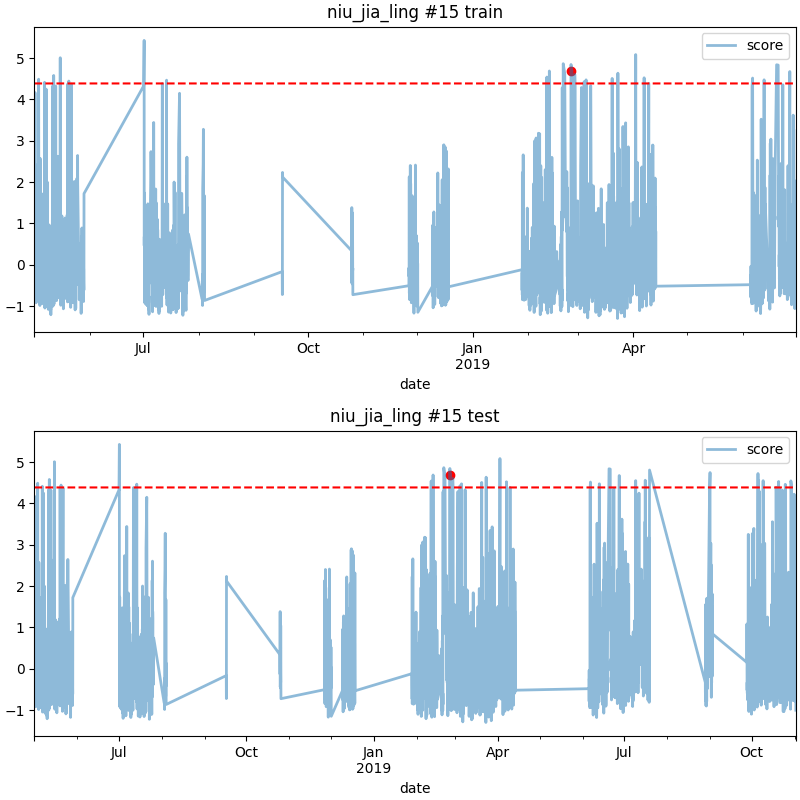 niu_jia_ling #15 train
score
5
4
3
2
1
0
−1
Jul
Oct
Jan
2019
Apr
date
niu_jia_ling #15 test
score
5
4
3
2
1
0
−1
Jul
Oct
Jan
2019
Apr
Jul
Oct
date